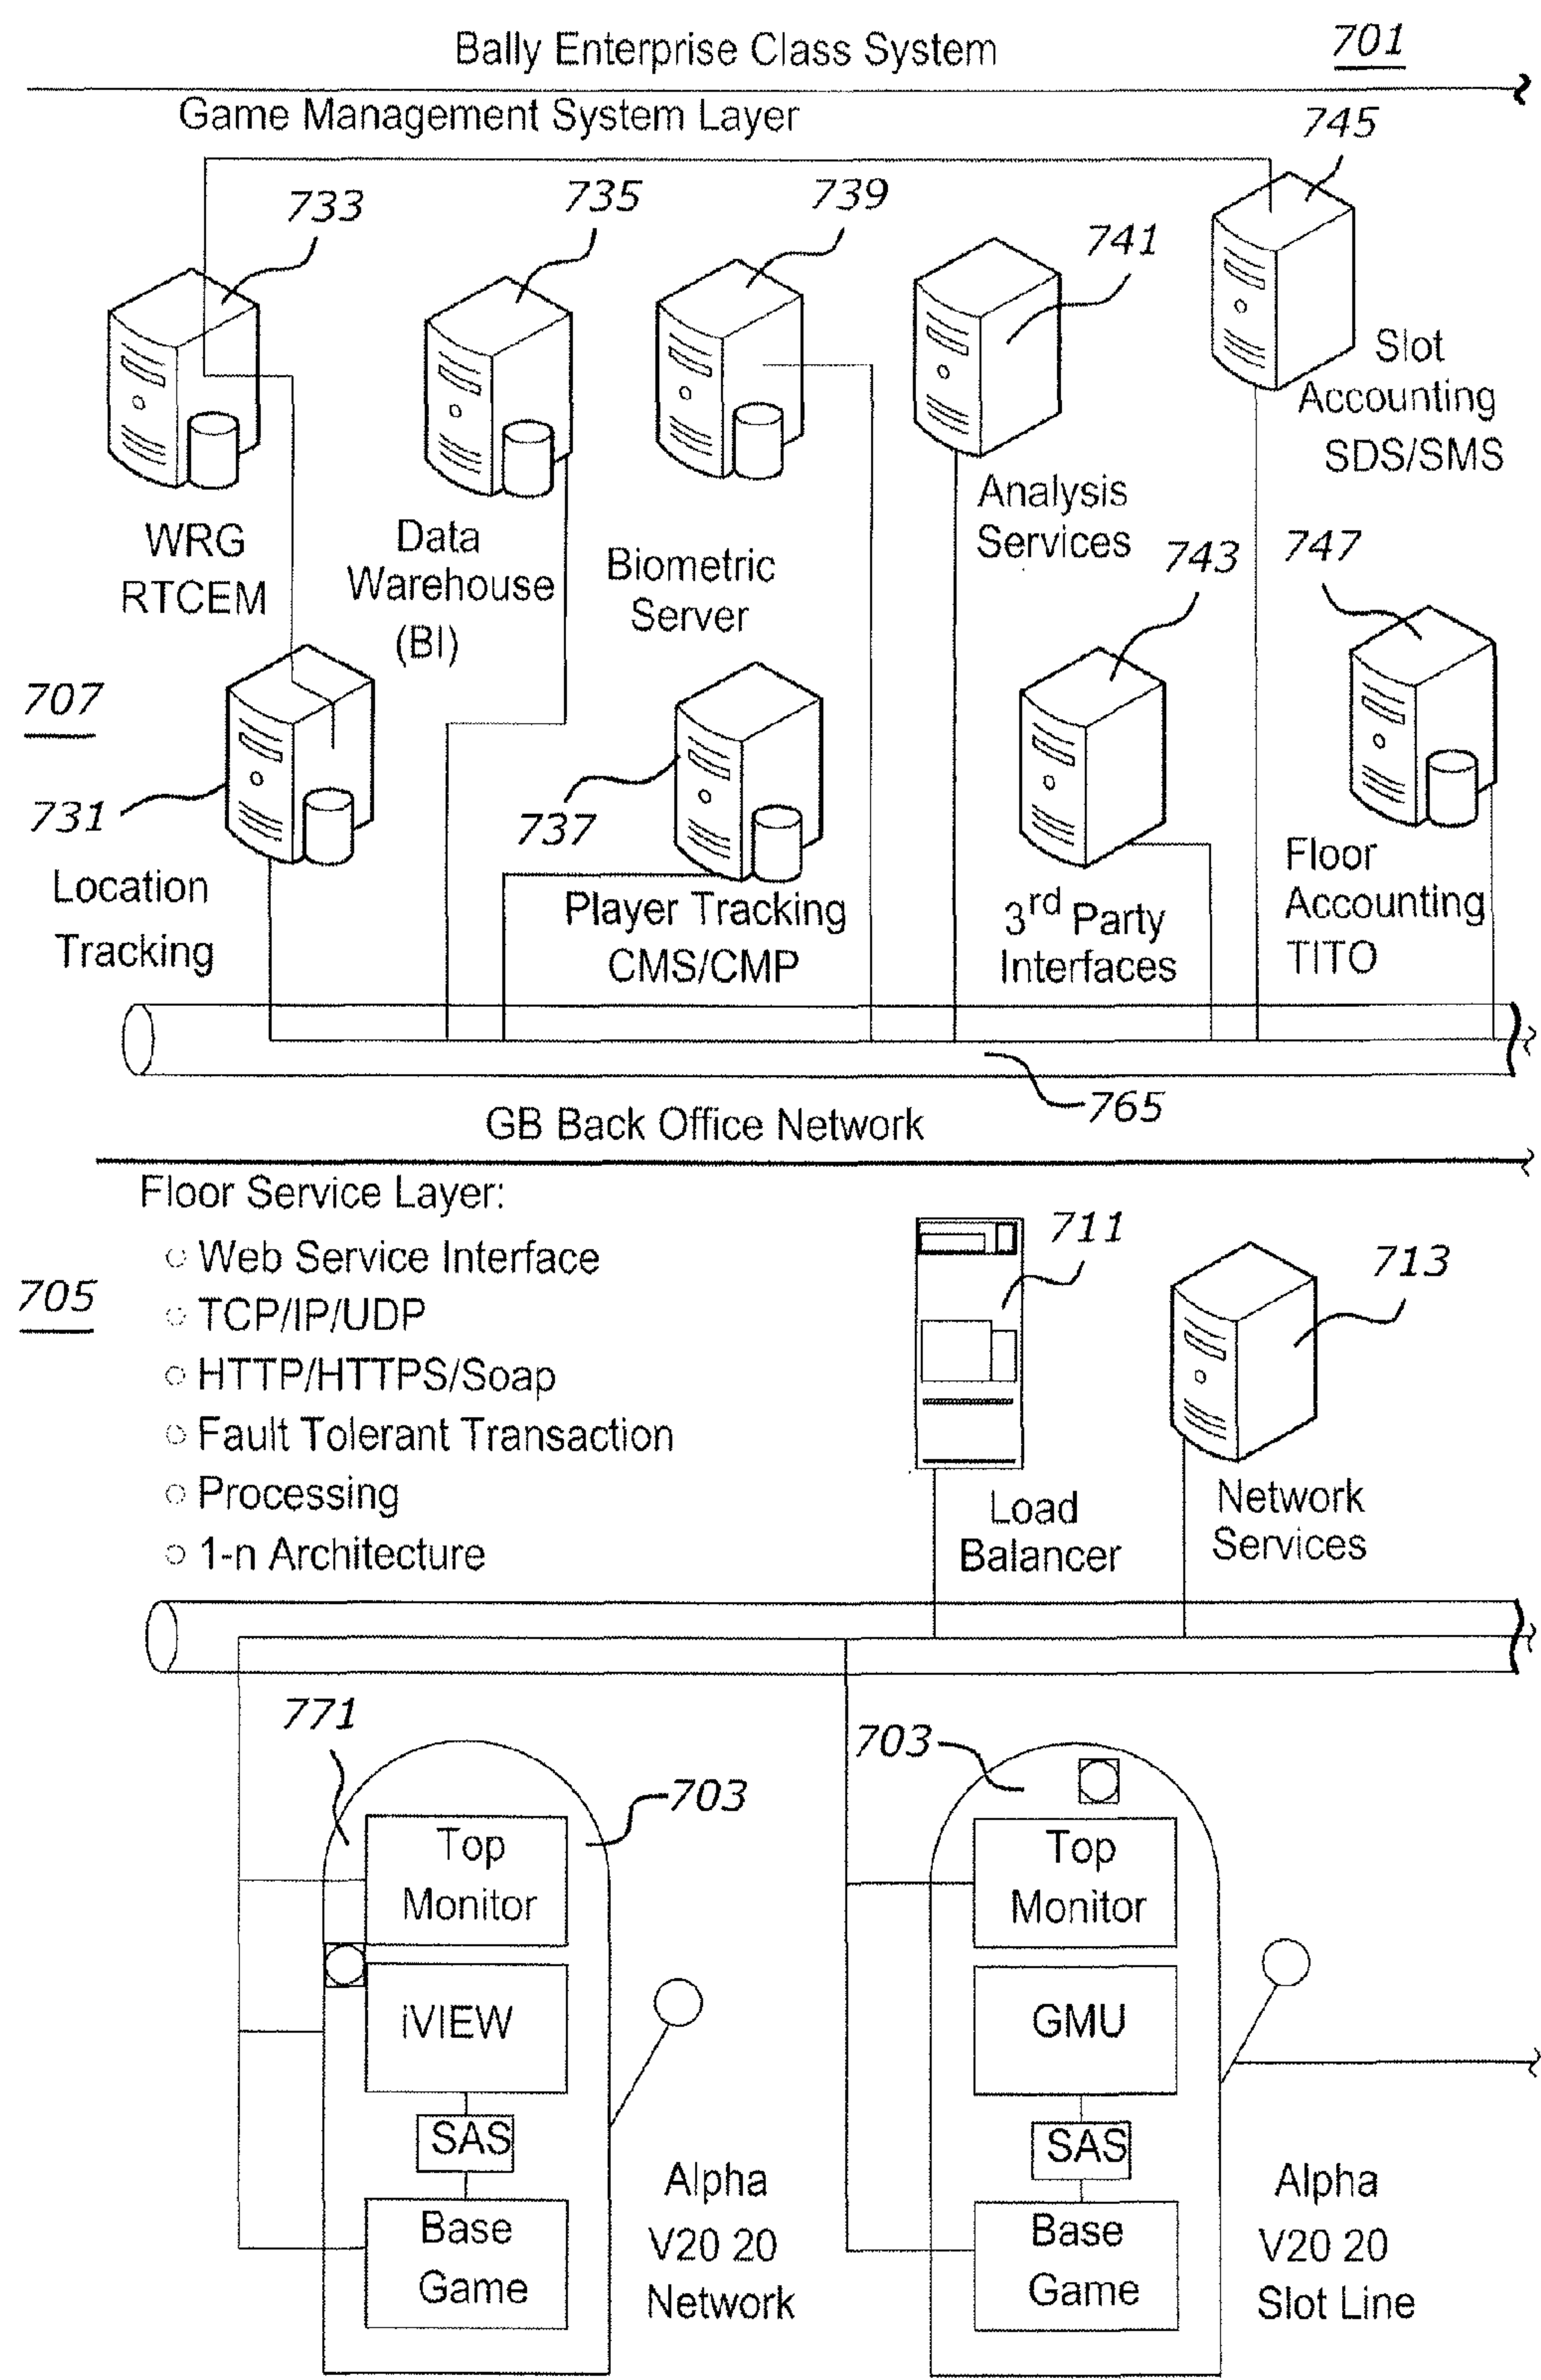 Bally Enterprise Class System
701
Game Management System Layer
745
733
735
739
741
Slot
Accounting
SDS/SMS
WRG
RTCEM
Data
Warehouse
(BI)
Biometric
Server
Analysis
Services
743
747
707
731
737
Location
Tracking
Player Tracking
CMS/CMP
3rd Party
Interfaces
Floor
Accounting
TITO
765
GB Back Office Network
Floor Service Layer:
705
○ Web Service Interface
○ TCP/IP/UDP
○ HTTP/HTTPS/Soap
○ Fault Tolerant Transaction
○ Processing
○ 1-n Architecture
711
713
Load
Balancer
Network
Services
771
703
Top
Monitor
iVIEW
SAS
Base
Game
Alpha
V20 20
Network
703
Top
Monitor
GMU
SAS
Base
Game
Alpha
V20 20
Slot Line